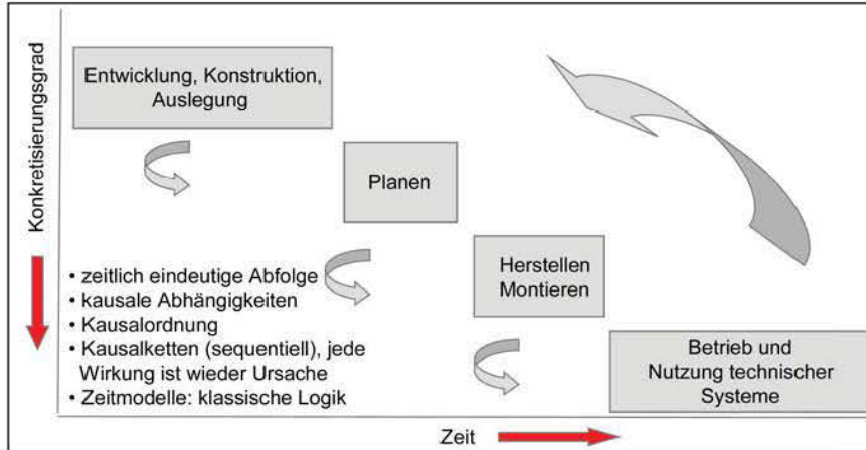 Konkretisierungsgrad
Entwicklung, Konstruktion,
Auslegung
Planen
Herstellen
Montieren
Betrieb und
Nutzung technischer
Systeme
• zeitlich eindeutige Abfolge
• kausale Abhängigkeiten
• Kausalordnung
• Kausalketten (sequentiell), jede
Wirkung ist wieder Ursache
• Zeitmodelle: klassische Logik
Zeit